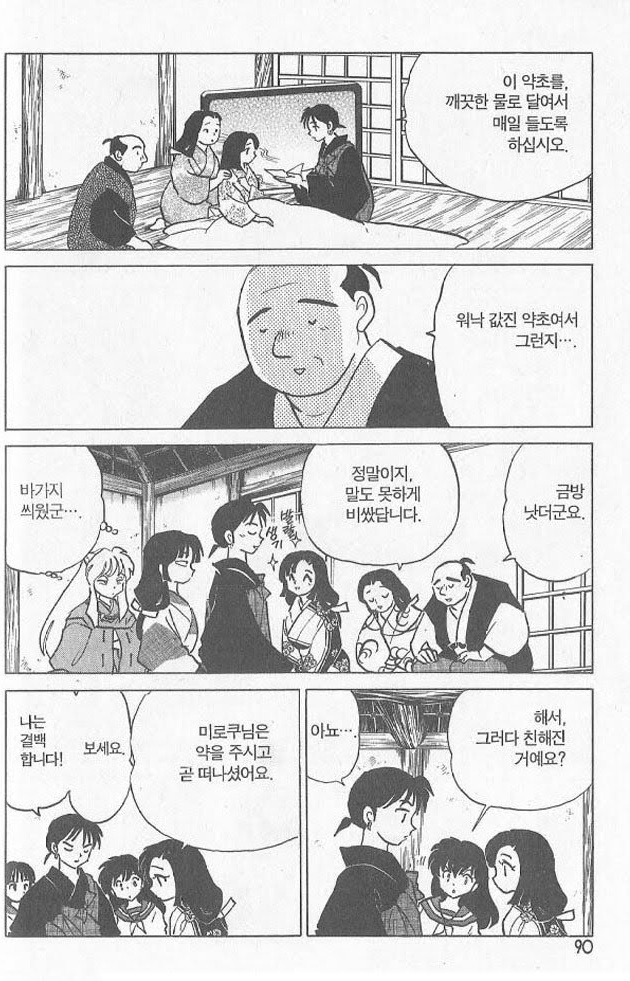 이 약초를,
깨끗한 물로 달여서
매일 들도록
하십시오.
워낙 값진 약초여서
그런지….
금방
낫더군요.
정말이지,
말도 못하게
비쌌답니다.
발랄
생기
바가지
씌웠군….
미로쿠님은
약을 주시고
곧 떠나셨어요.
보세요.
나는
결백
합니다!
해서,
그러다 친해진
거예요?
아뇨….
90